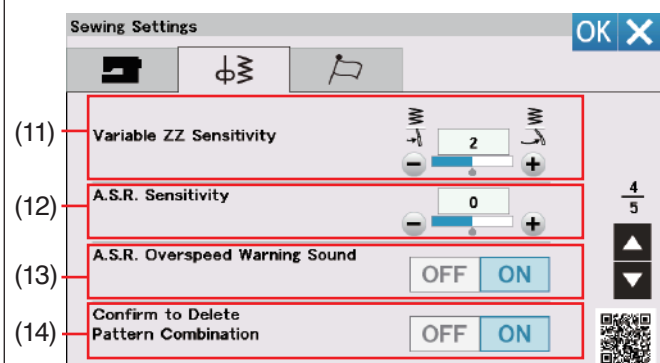 Sewing Settings
OK
(11) Variable ZZ Sensitivity 2
(12) A.S.R. Sensitivity 0
4
5
(13) A.S.R. Overspeed Warning Sound OFF ON
(14) Confirm to Delete
Pattern Combination OFF ON